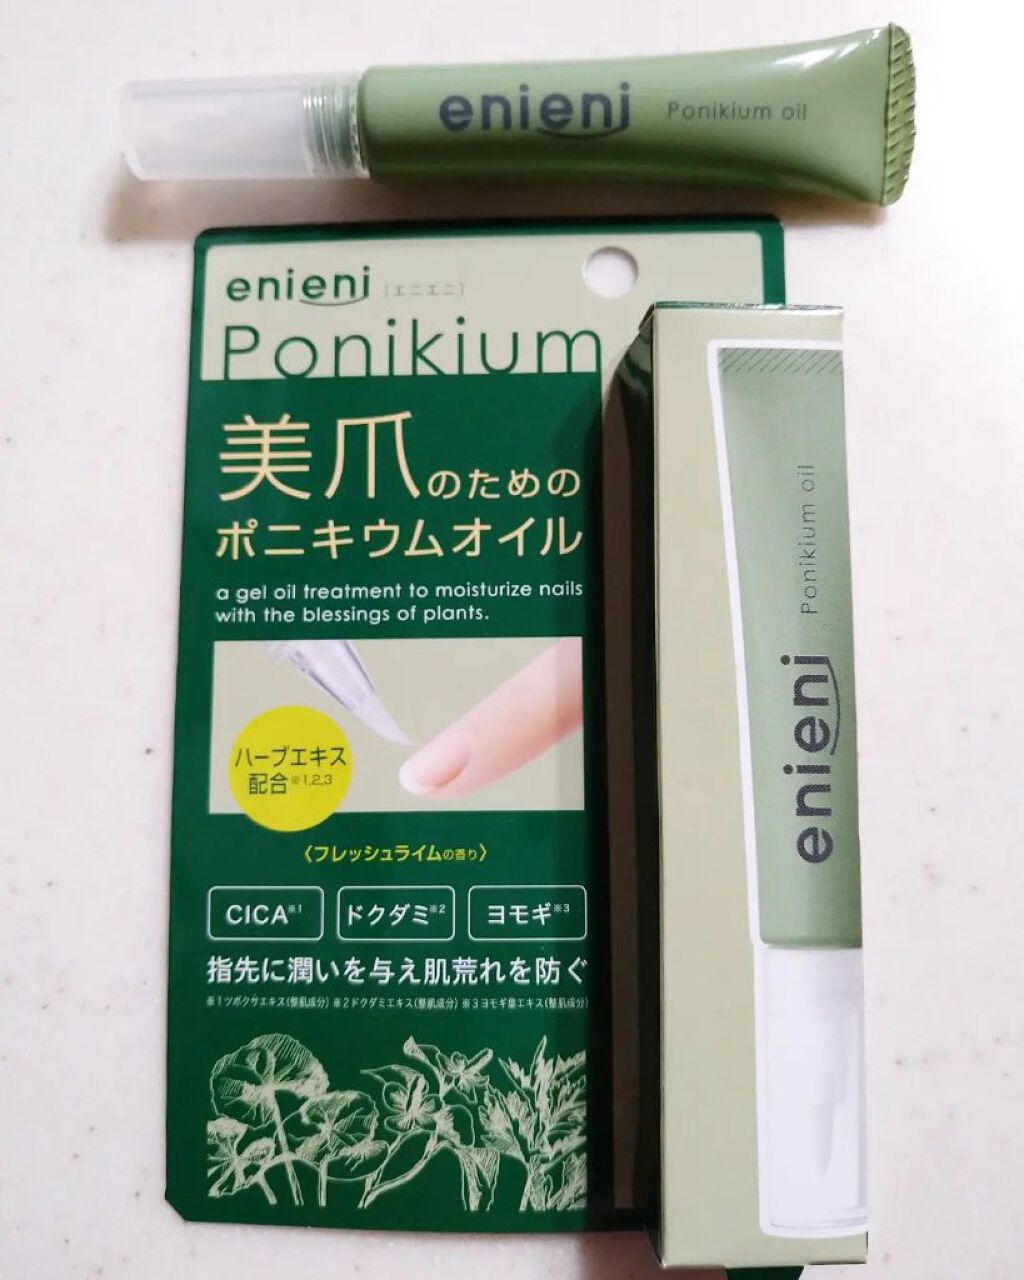 enieni Ponikium oil
enieni [エニエニ]
Ponikium
美爪のための
ポニキウムオイル
a gel oil treatment to moisturize nails
with the blessings of plants.
ハーブエキス
配合※1,2,3
〈フレッシュライムの香り〉
CICA※1 ドクダミ※2 ヨモギ※3
指先に潤いを与え肌荒れを防ぐ
※1ツボクサエキス(整肌成分) ※2ドクダミエキス(整肌成分) ※3ヨモギ葉エキス(整肌成分)
enieni Ponikium oil